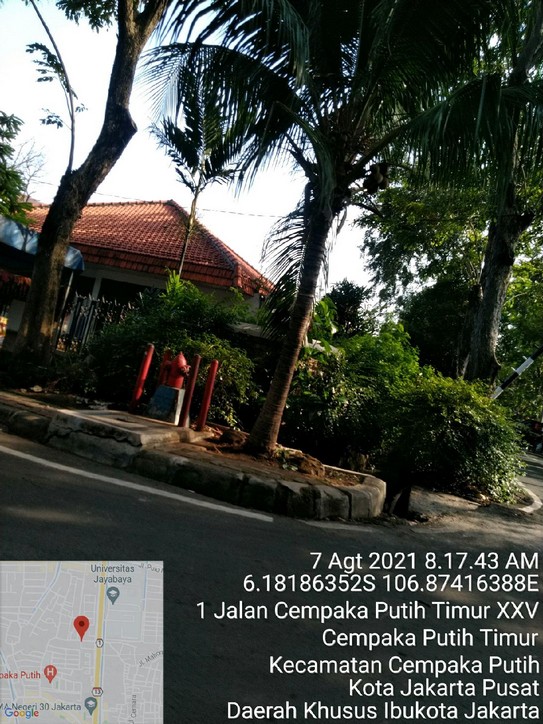 7 Agt 2021 8.17.43 AM
6.18186352S 106.87416388E
1 Jalan Cempaka Putih Timur XXV
Cempaka Putih Timur
Kecamatan Cempaka Putih
Kota Jakarta Pusat
Daerah Khusus Ibukota Jakarta
Universitas
Jayabaya
paka Putih
H
A Negeri 30 Jakarta
Google